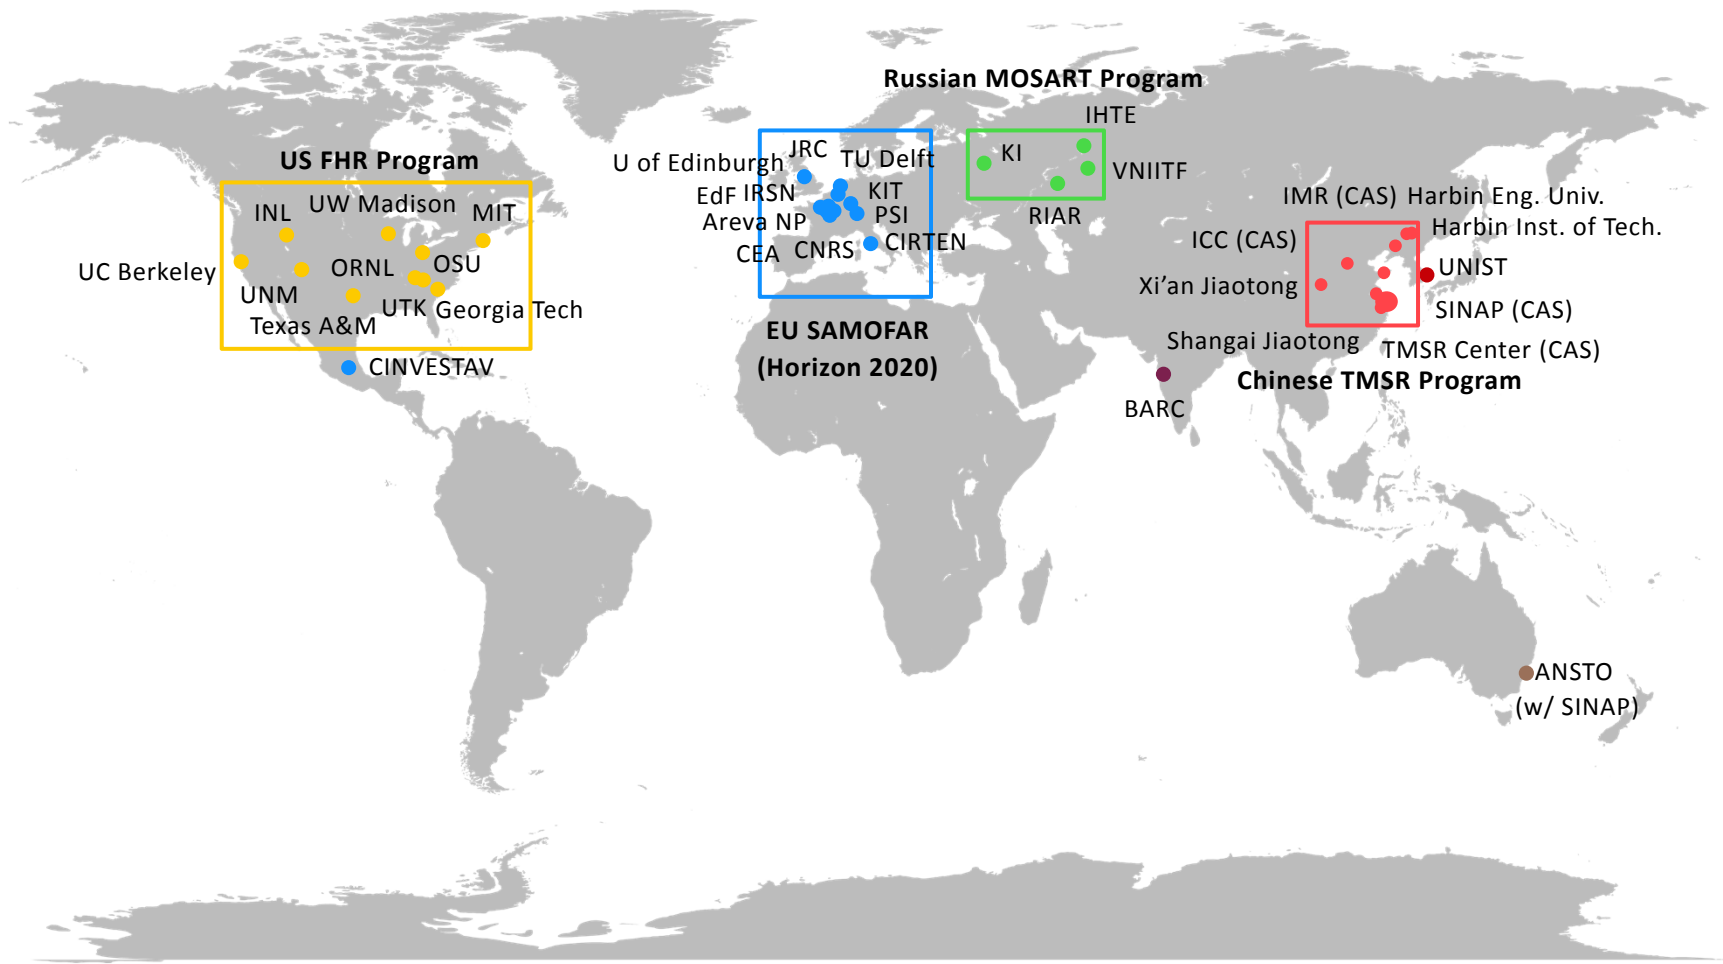 Russian MOSART Program
IHTE
KI
VNIITF
RIAR
US FHR Program
INL
UW Madison
MIT
UC Berkeley
ORNL
OSU
UNM
UTK
Georgia Tech
Texas A&M
CINVESTAV
U of Edinburgh
JRC
TU Delft
EdF
IRSN
KIT
Areva NP
PSI
CEA
CNRS
CIRTEN
EU SAMOFAR
(Horizon 2020)
IMR (CAS)
Harbin Eng. Univ.
Harbin Inst. of Tech.
ICC (CAS)
UNIST
Xi’an Jiaotong
SINAP (CAS)
Shangai Jiaotong
TMSR Center (CAS)
Chinese TMSR Program
BARC
ANSTO
(w/ SINAP)